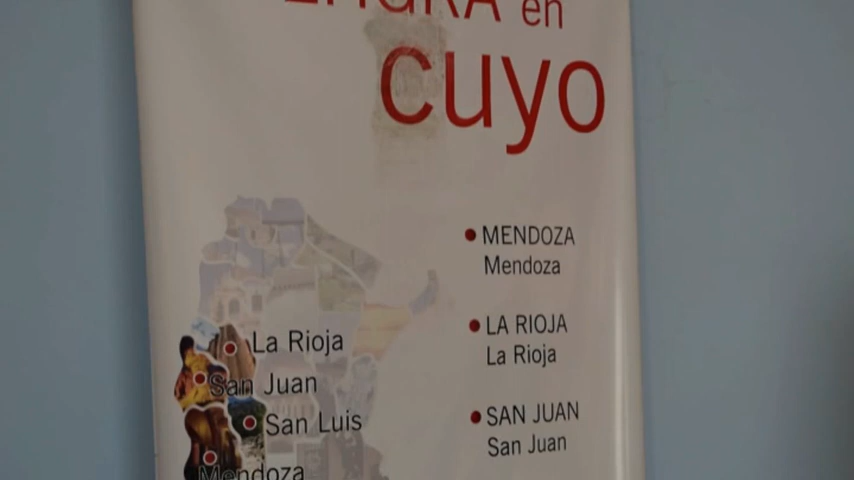 en
cuyo
MENDOZA
Mendoza
LA RIOJA
La Rioja
SAN JUAN
San Juan
La Rioja
San Juan
San Luis
Mendoza